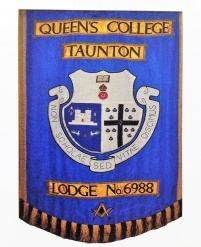 QUEEN'S COLLEGE
TAUNTON
NON SCHOLAE SED VITAE DISCIMUS
LODGE No. 6988